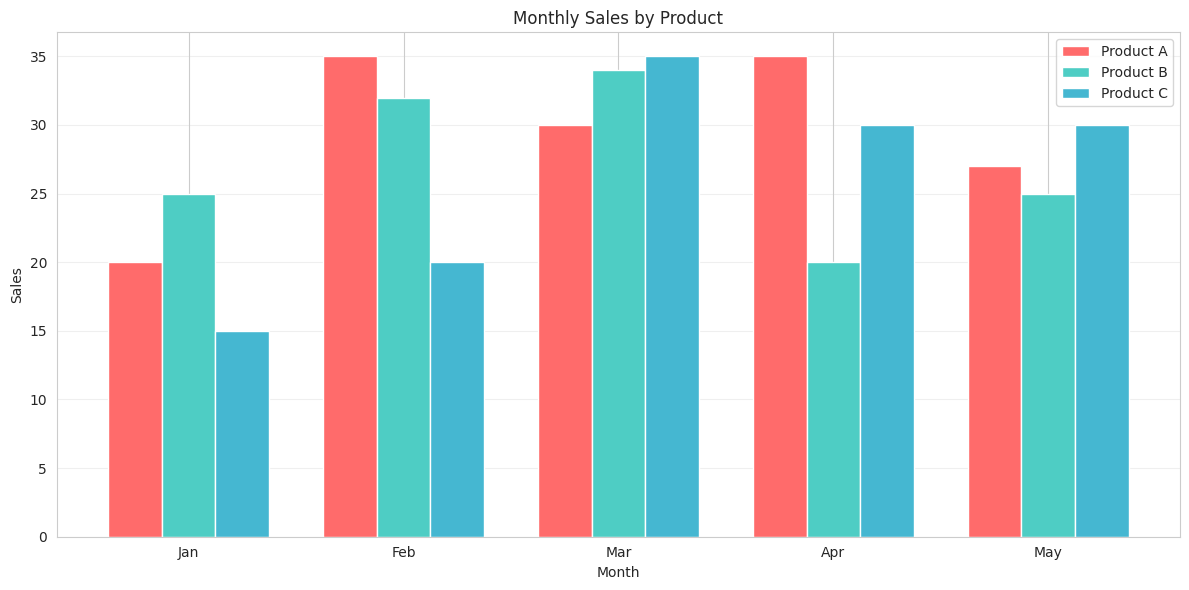 Monthly Sales by Product
Product A
Product B
Product C
Sales
35
30
25
20
15
10
5
0
Jan Feb Mar Apr May
Month